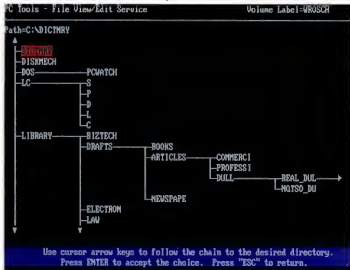 PC Tools - File View/Edit Service Volume Label=WROSCH
Path=C:\DICTNRY
DICTNRY
DISKMECH
DOS PCWATCH
LC S
P
D
L
C
LIBRARY BIZTECH
DRAFTS BOOKS
ARTICLES COMMERCI
PROFESSI
DULL REAL_DUL
MQTSO_DU
NEWSPAPE
ELECTRON
LAW
Use cursor arrow keys to follow the chain to the desired directory.
Press ENTER to accept the choice. Press "ESC" to return.